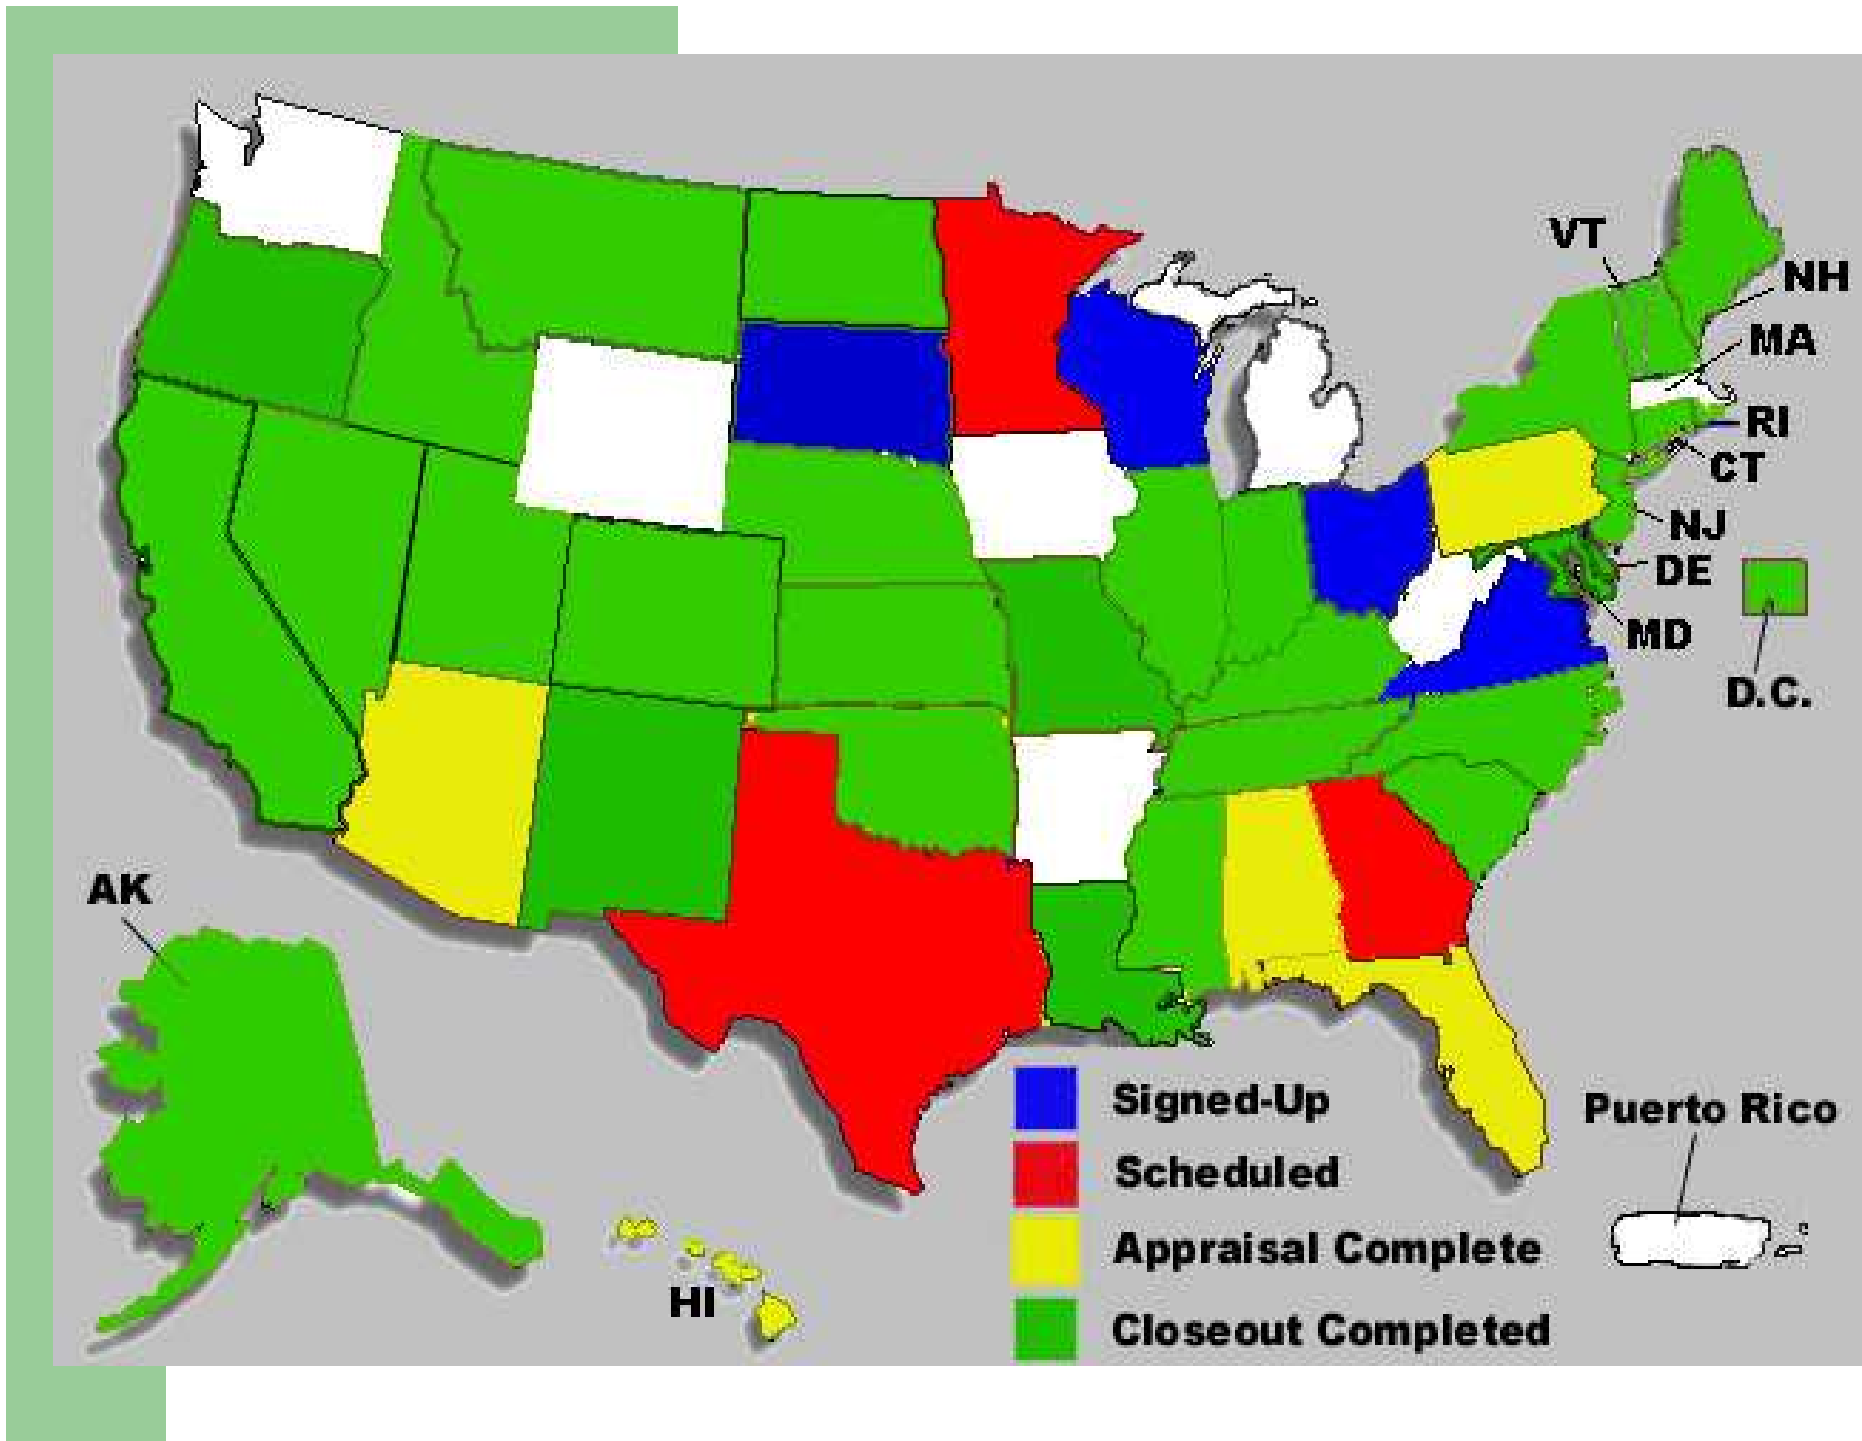 VT
NH
MA
RI
CT
NJ
DE
MD
D.C.
AK
HI
Puerto Rico
Signed-Up
Scheduled
Appraisal Complete
Closeout Completed